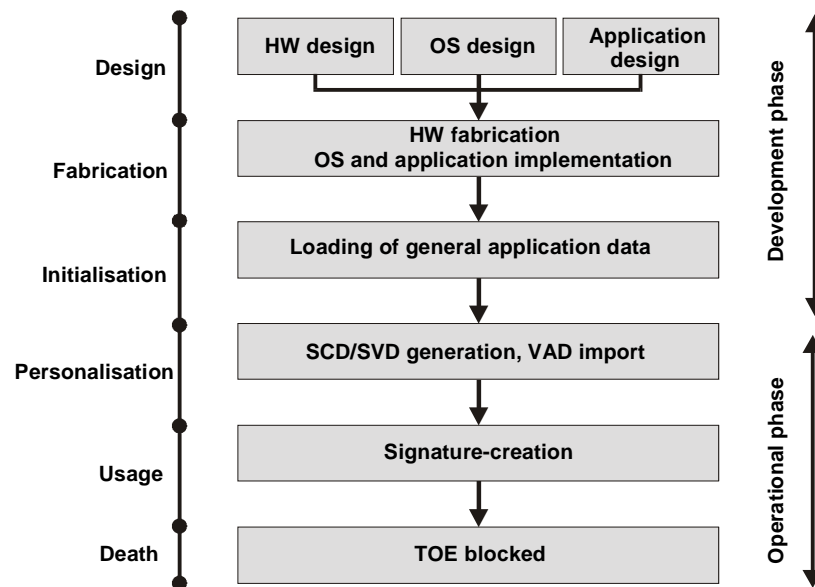 Design
HW design
OS design
Application
design
Fabrication
HW fabrication
OS and application implementation
Initialisation
Loading of general application data
Development phase
Personalisation
SCD/SVD generation, VAD import
Usage
Signature-creation
Death
TOE blocked
Operational phase